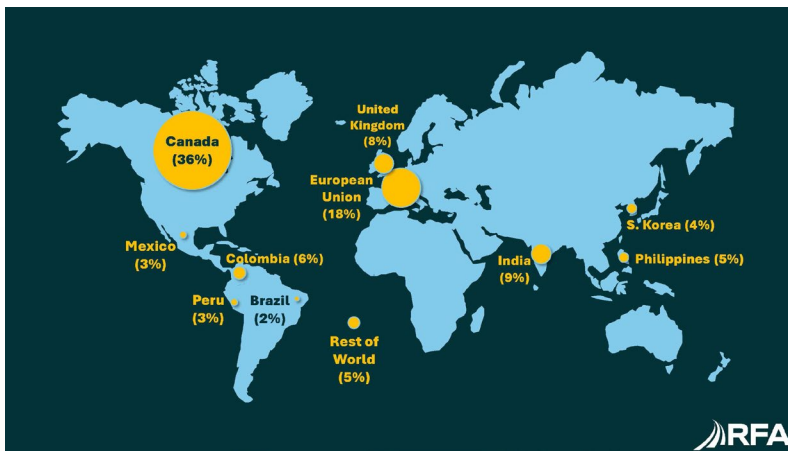 Canada
(36%)
United
Kingdom
(8%)
European
Union
(18%)
Mexico
(3%)
Colombia (6%)
Peru
(3%)
Brazil
(2%)
Rest of
World
(5%)
India
(9%)
S. Korea (4%)
Philippines (5%)
RFA